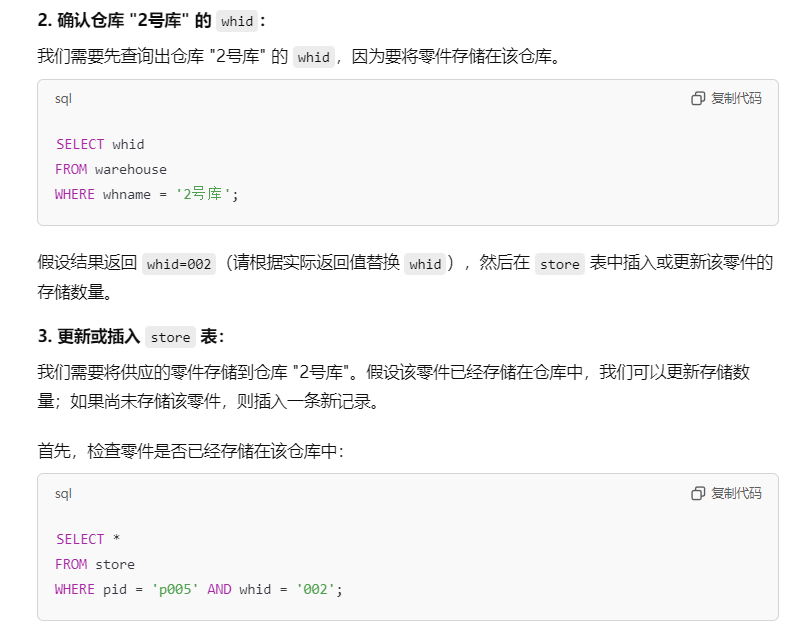 2. 确认仓库 "2号库" 的 whid：
我们需要先查询出仓库 "2号库" 的 whid，因为要将零件存储在该仓库。
sql
复制代码
SELECT whid
FROM warehouse
WHERE whname = '2号库';
假设结果返回 whid=002（请根据实际返回值替换 whid），然后在 store 表中插入或更新该零件的
存储数量。
3. 更新或插入 store 表：
我们需要将供应的零件存储到仓库 "2号库"。假设该零件已经存储在仓库中，我们可以更新存储数
量；如果尚未存储该零件，则插入一条新记录。
首先，检查零件是否已经存储在该仓库中：
sql
复制代码
SELECT *
FROM store
WHERE pid = 'p005' AND whid = '002';